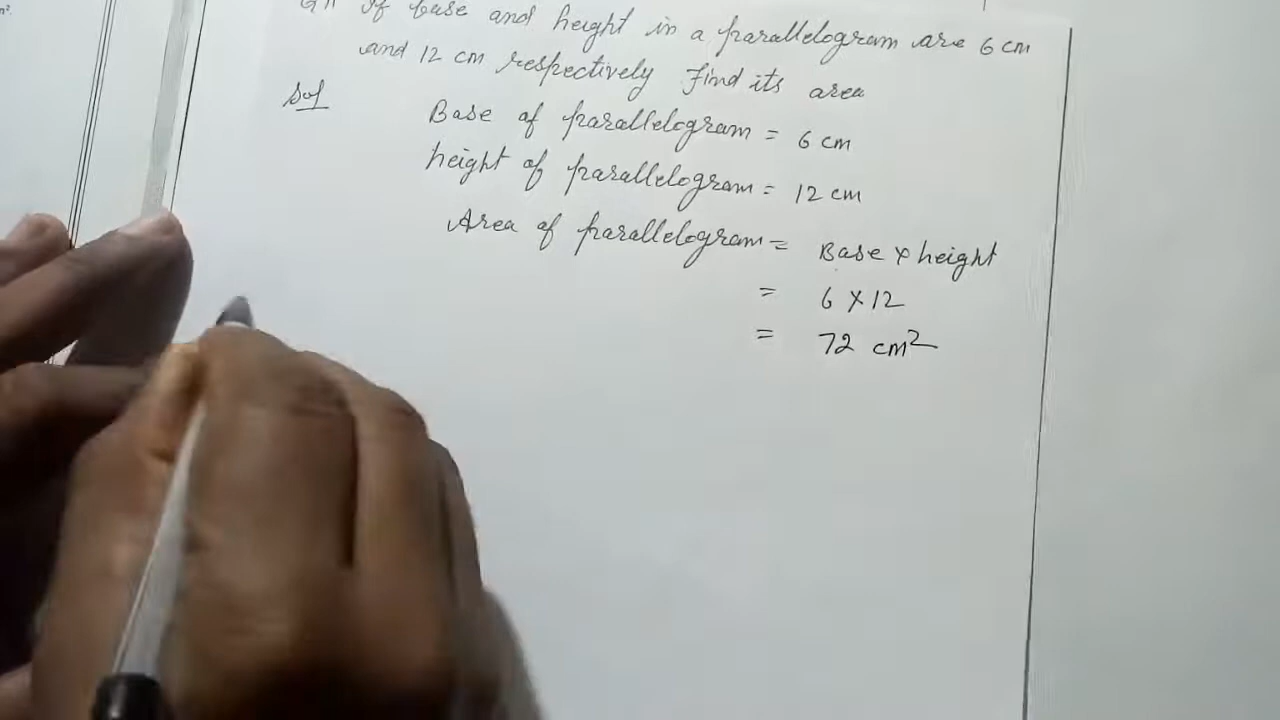 If base and height in a parallelogram are 6 cm
and 12 cm respectively find its area
Sol
Base of parallelogram = 6 cm
height of parallelogram = 12 cm
Area of parallelogram = Base × height
= 6 × 12
= 72 cm²